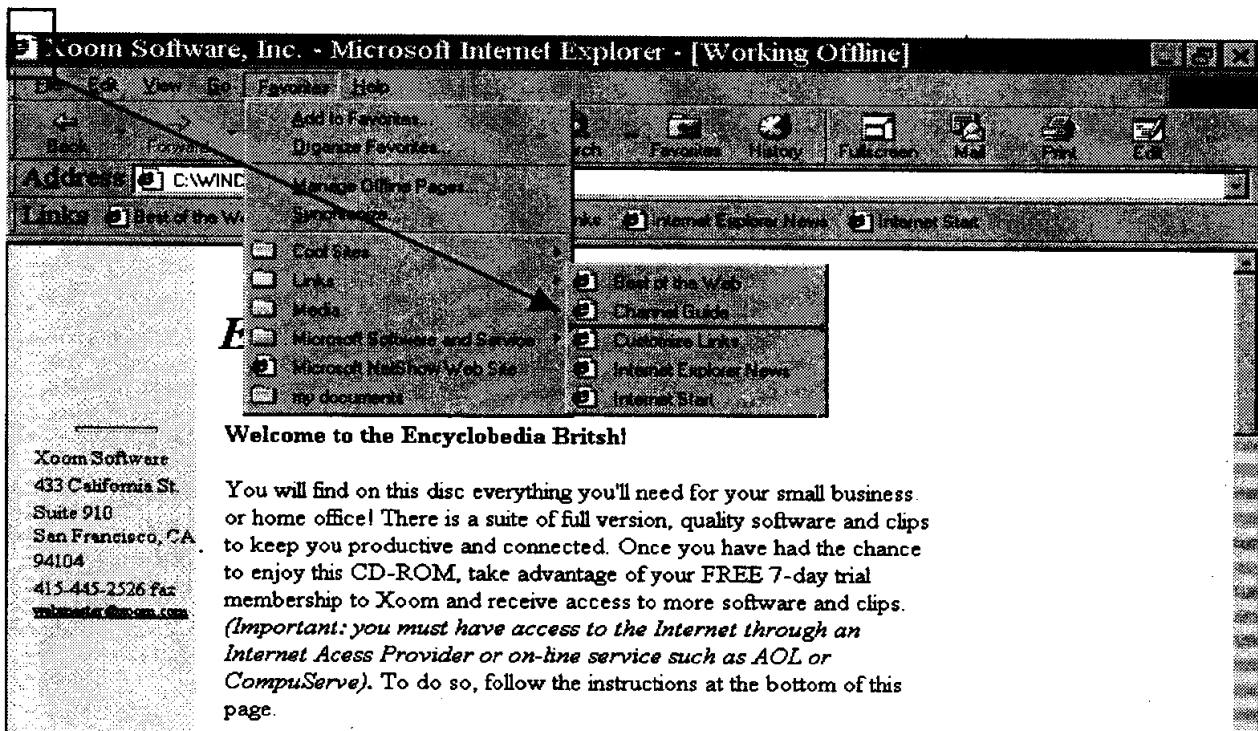 Xoom Software, Inc. - Microsoft Internet Explorer - [Working Offline]
Edit View Go Favorites Help
Back Forward rch Favorites History Fullscreen Mail Print Edit
Add to Favorites...
Organize Favorites...
Address C:\WIND
Manage Offline Pages...
Links Best of the W nks Internet Explorer News Internet Start
Synchronize...
Cool Sites
Links
Media
Microsoft Software and Service
Microsoft NetShow Web Site
my documents
Best of the Web
Channel Guide
Customize Links
Internet Explorer News
Internet Start
E
Welcome to the Encyclobedia Britsh!
Xoom Software
433 California St.
Suite 910
San Francisco, CA
94104
415-445-2526 fax
webmaster@xoom.com
You will find on this disc everything you'll need for your small business
or home office! There is a suite of full version, quality software and clips
to keep you productive and connected. Once you have had the chance
to enjoy this CD-ROM, take advantage of your FREE 7-day trial
membership to Xoom and receive access to more software and clips.
(Important: you must have access to the Internet through an
Internet Acess Provider or on-line service such as AOL or
CompuServe). To do so, follow the instructions at the bottom of this
page.